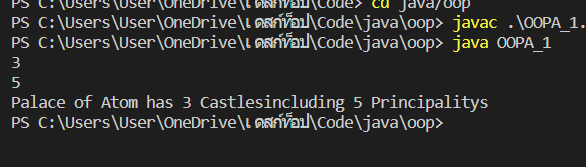 PS C:\Users\User\OneDrive\เดสก์ท็อป\Code> cd java/oop
PS C:\Users\User\OneDrive\เดสก์ท็อป\Code\java\oop> javac .\OOPA_1.
PS C:\Users\User\OneDrive\เดสก์ท็อป\Code\java\oop> java OOPA_1
3
5
Palace of Atom has 3 Castlesincluding 5 Principalitys
PS C:\Users\User\OneDrive\เดสก์ท็อป\Code\java\oop>